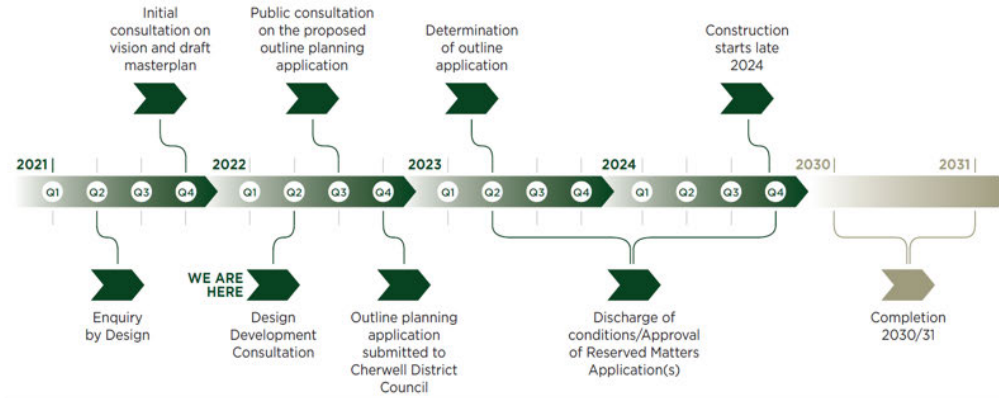 Initial
consultation on
vision and draft
masterplan
Public consultation
on the proposed
outline planning
application
Determination
of outline
application
Construction
starts late
2024
2021
2022
2023
2024
2030
2031
Q1 Q2 Q3 Q4
Q1 Q2 Q3 Q4
Q1 Q2 Q3 Q4
Q1 Q2 Q3 Q4
Enquiry
by Design
WE ARE
HERE
Design
Development
Consultation
Outline planning
application
submitted to
Cherwell District
Council
Discharge of
conditions/Approval
of Reserved Matters
Application(s)
Completion
2030/31